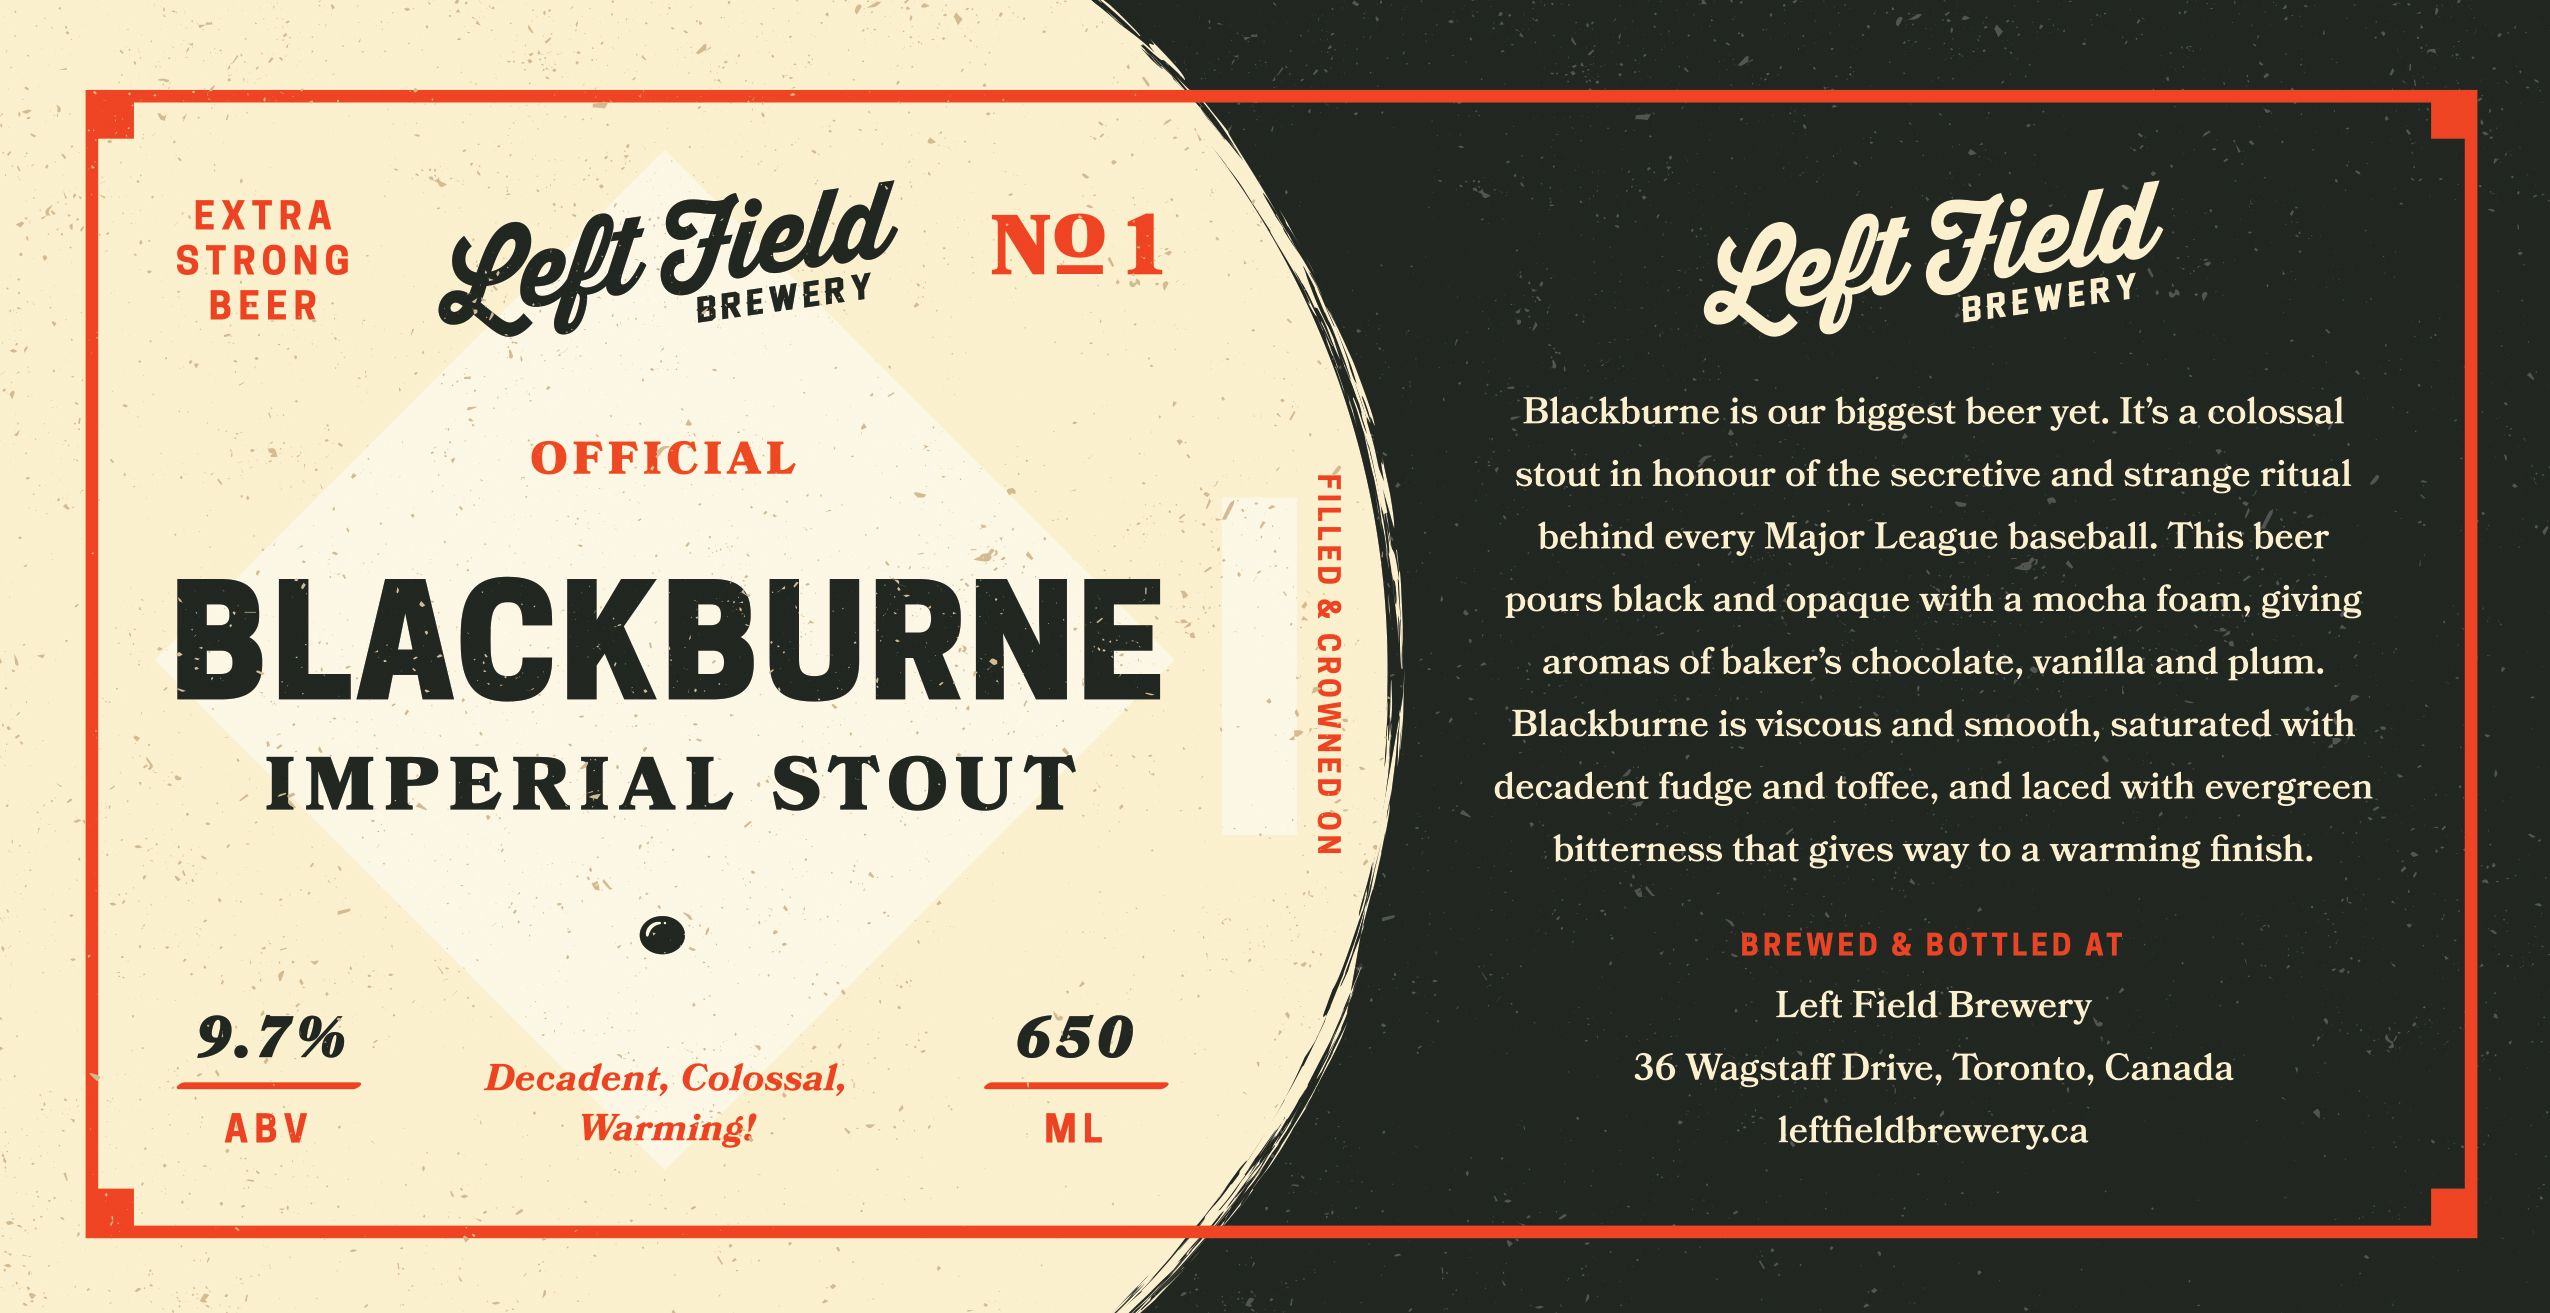 EXTRA
STRONG
BEER
Left Field
BREWERY
Nº 1
OFFICIAL
BLACKBURNE
IMPERIAL STOUT
9.7%
ABV
Decadent, Colossal,
Warming!
650
ML
FILLED & CROWNED ON
Left Field
BREWERY
Blackburne is our biggest beer yet. It’s a colossal
stout in honour of the secretive and strange ritual
behind every Major League baseball. This beer
pours black and opaque with a mocha foam, giving
aromas of baker’s chocolate, vanilla and plum.
Blackburne is viscous and smooth, saturated with
decadent fudge and toffee, and laced with evergreen
bitterness that gives way to a warming finish.
BREWED & BOTTLED AT
Left Field Brewery
36 Wagstaff Drive, Toronto, Canada
leftfieldbrewery.ca